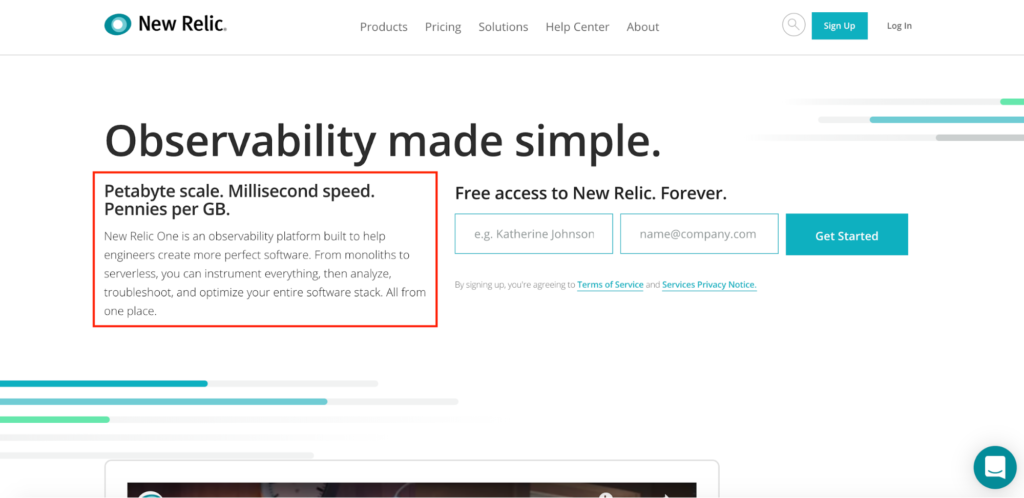 New Relic.
Products Pricing Solutions Help Center About
Sign Up
Log In
Observability made simple.
Petabyte scale. Millisecond speed.
Pennies per GB.
New Relic One is an observability platform built to help
engineers create more perfect software. From monoliths to
serverless, you can instrument everything, then analyze,
troubleshoot, and optimize your entire software stack. All from
one place.
Free access to New Relic. Forever.
e.g. Katherine Johnson
name@company.com
Get Started
By signing up, you're agreeing to Terms of Service and Services Privacy Notice.